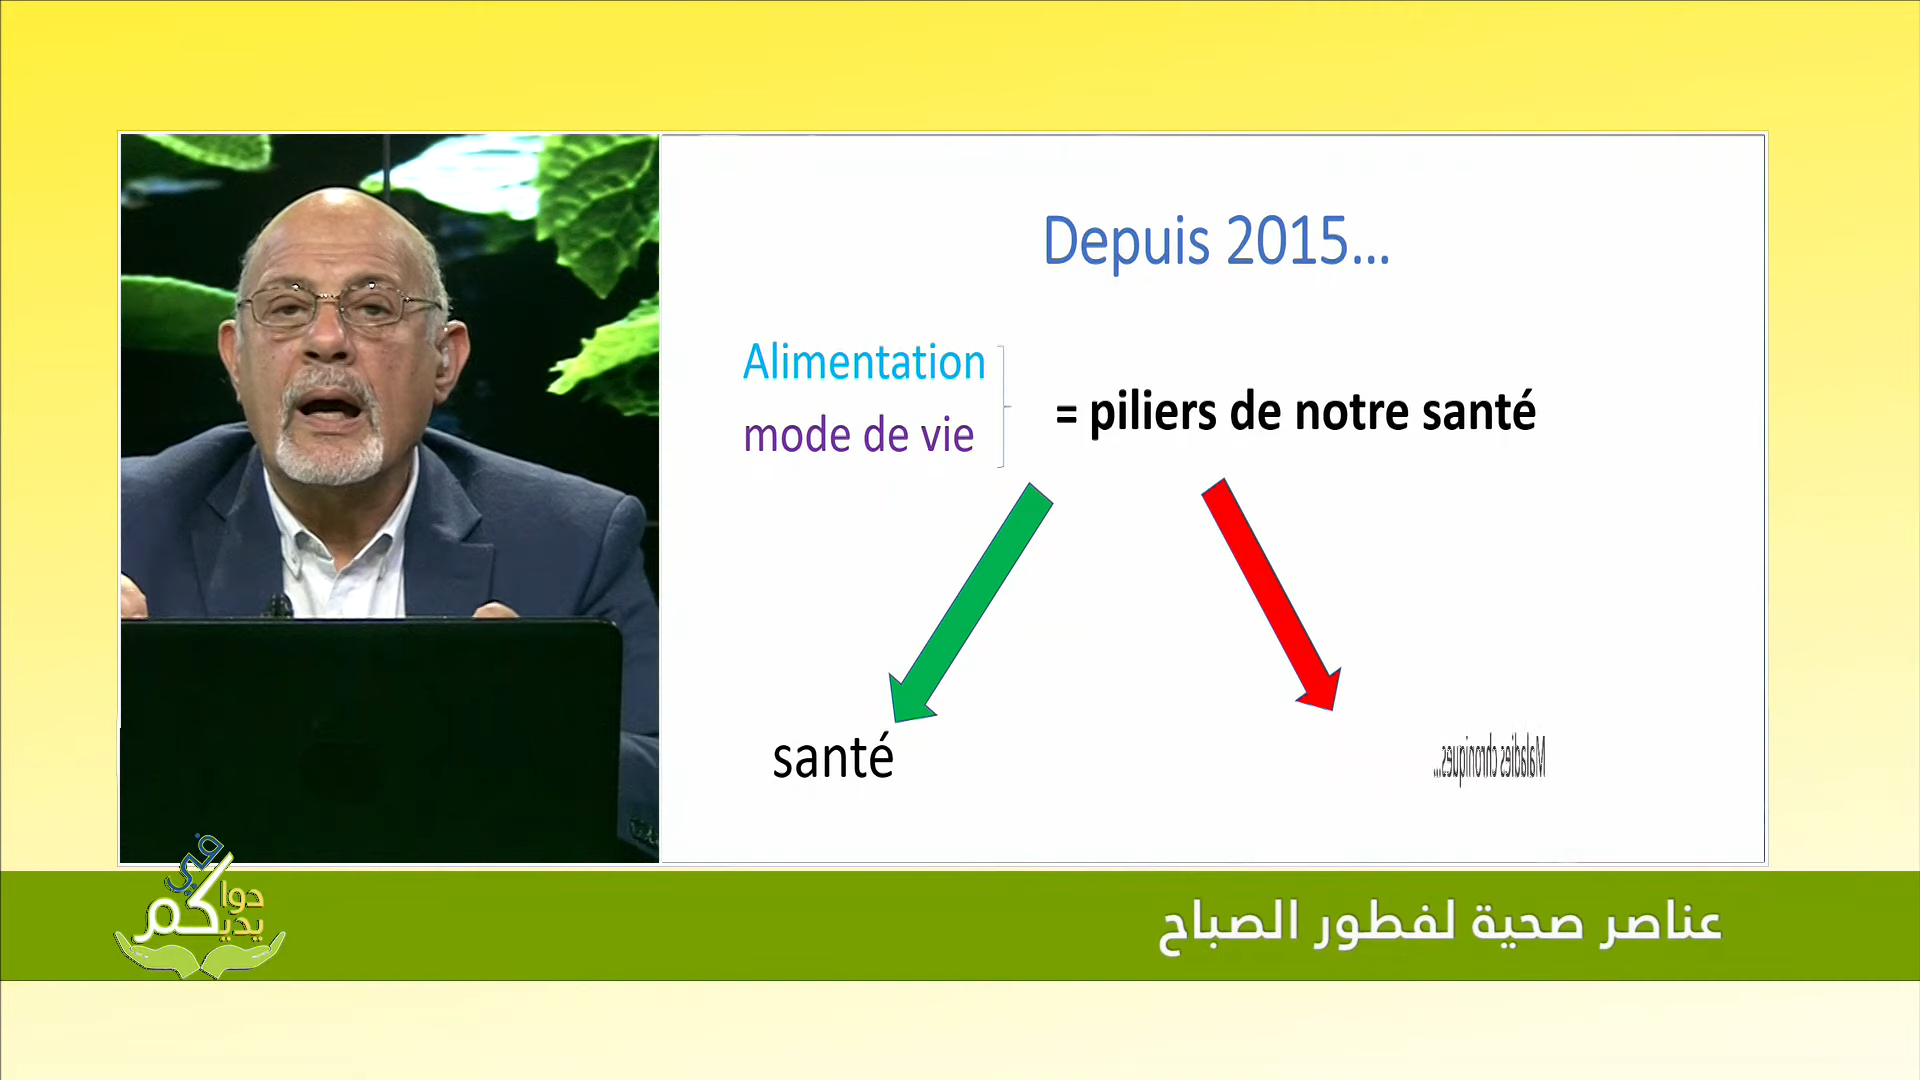 Depuis 2015...
Alimentation
mode de vie
= piliers de notre santé
santé
Maladies chroniques...
عناصر صحية لفطور الصباح
دواكم
في
يديكم